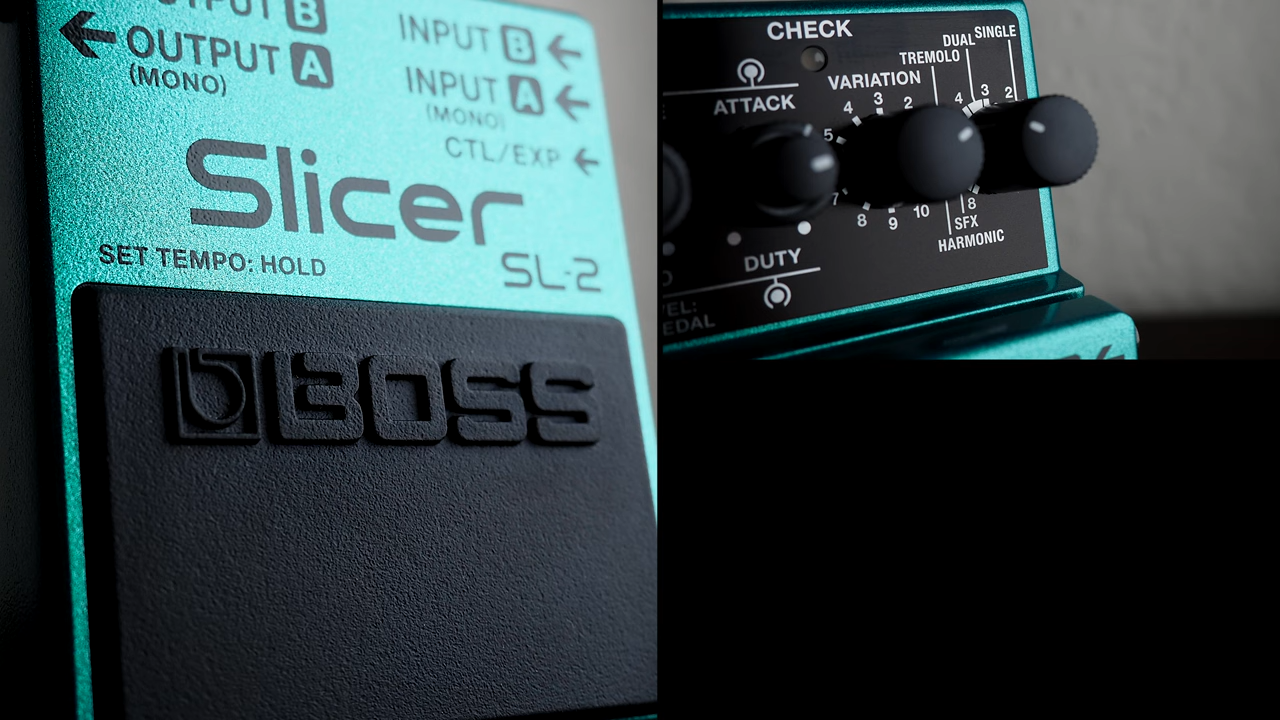 OUTPUT B
OUTPUT A
(MONO)
INPUT B
INPUT A
(MONO)
CTL/EXP
Slicer
SET TEMPO: HOLD
SL-2
BOSS
CHECK
ATTACK
VARIATION
TREMOLO
DUAL
SINGLE
4 3 2
5
7
8 9 10
4 3 2
8
SFX
HARMONIC
DUTY